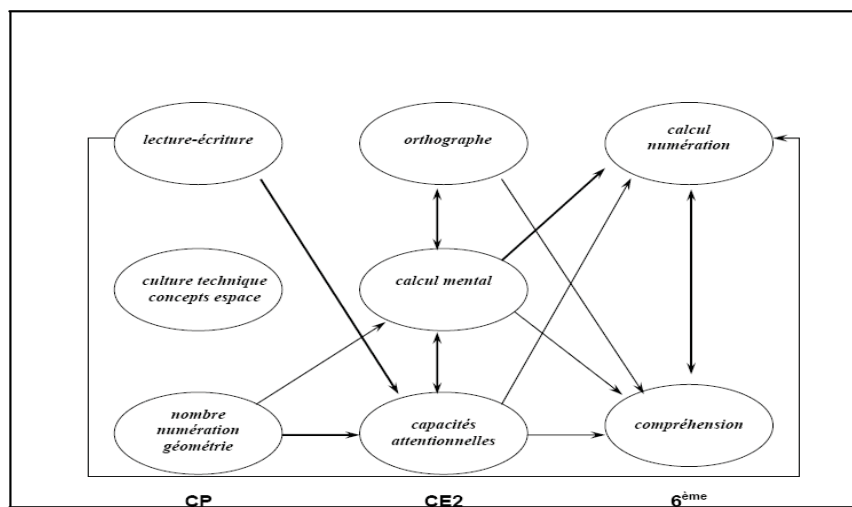 lecture-écriture
orthographe
calcul
numération
culture technique
concepts espace
calcul mental
nombre
numération
géométrie
capacités
attentionnelles
compréhension
CP
CE2
6ème